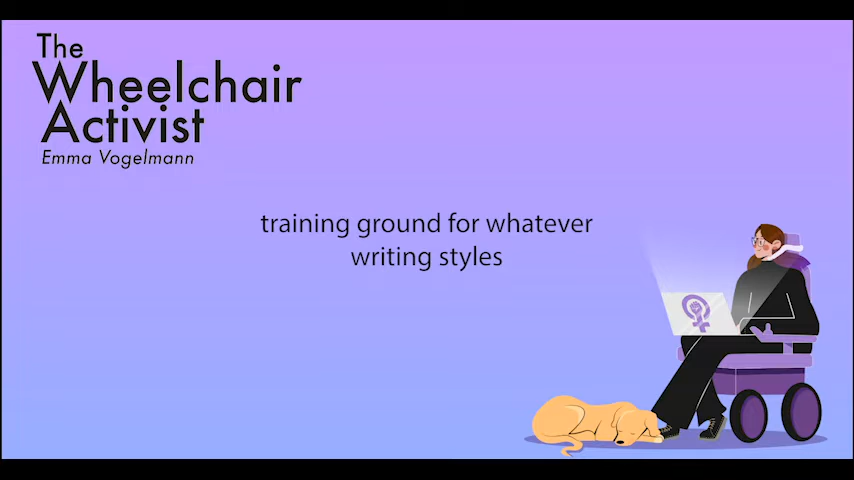 The
Wheelchair
Activist
Emma Vogelmann
training ground for whatever
writing styles